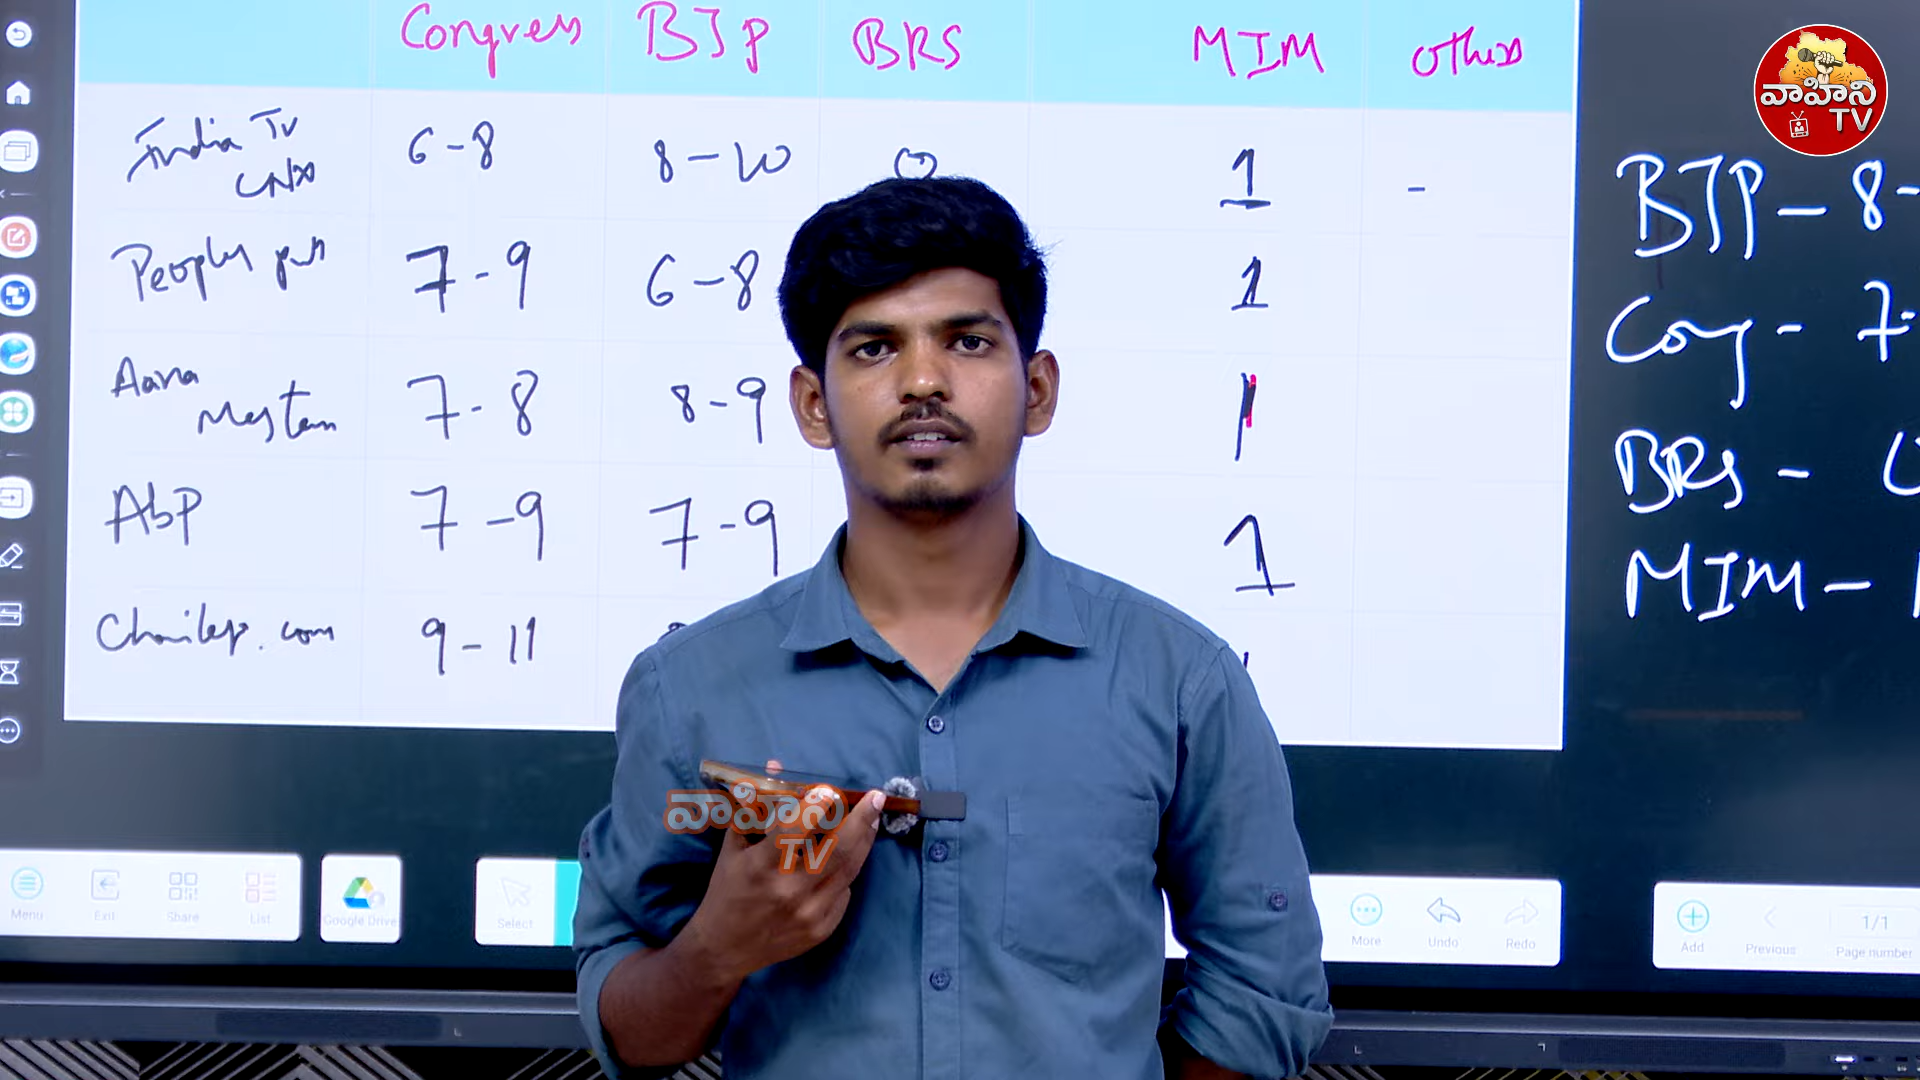 Congress BJP BRS MIM others
India TV 6-8 8-10 0 1 -
CNX
Peoples puls 7-9 6-8 1
Aara 7-8 8-9 1
Mastan
AbP 7-9 7-9 1
9-11
BJP - 8-
Cong - 7-
BRS -
MIM -
వాహిని
TV
వాహిని
TV
Menu Exit Share List Google Drive Select More Undo Redo Add Previous 1/1
Page number